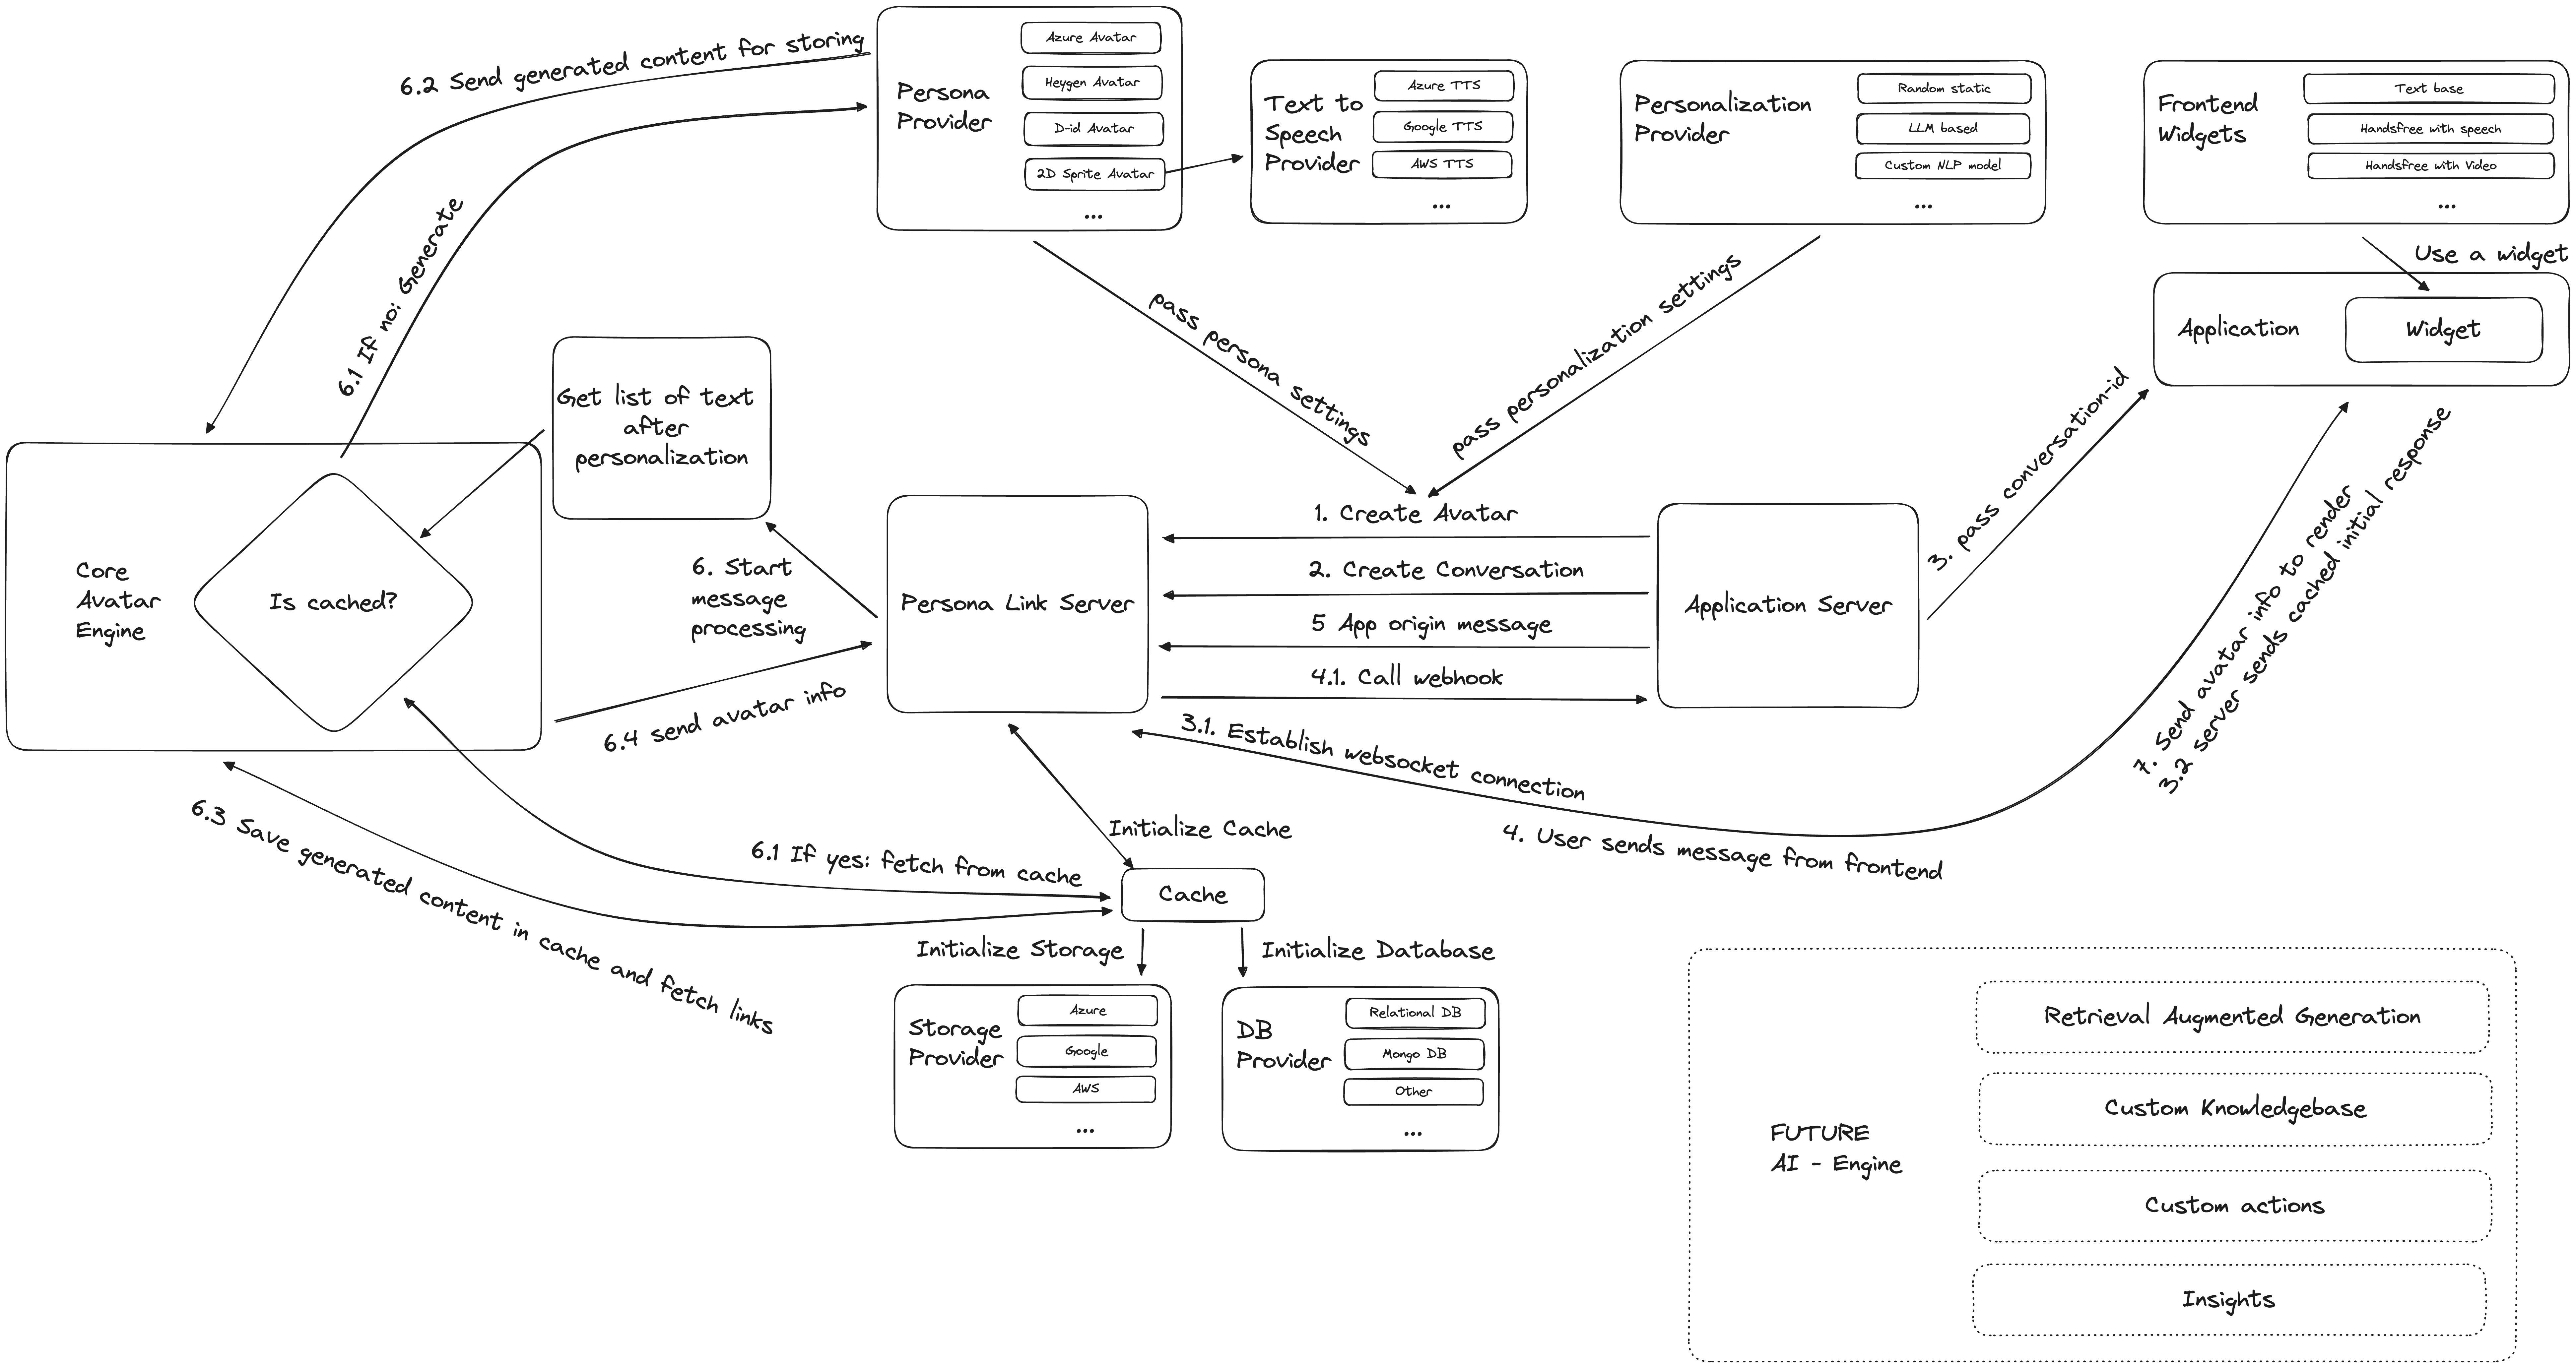 6.2 Send generated content for storing
6.1 If no: Generate
Persona
Provider
Azure Avatar
Heygen Avatar
D-id Avatar
2D Sprite Avatar
...
Text to
Speech
Provider
Azure TTS
Google TTS
AWS TTS
...
Personalization
Provider
Random static
LLM based
Custom NLP model
...
Frontend
Widgets
Text base
Handsfree with speech
Handsfree with Video
...
Use a widget
Application
Widget
pass persona settings
pass personalization settings
3. pass conversation-id
Get list of text
after
personalization
Core
Avatar
Engine
Is cached?
6. Start
message
processing
6.4 send avatar info
Persona Link Server
1. Create Avatar
2. Create Conversation
5 App origin message
4.1. Call webhook
Application Server
3.1. Establish websocket connection
4. User sends message from frontend
7. Send avatar info to render
3.2 server sends cached initial response
6.3 Save generated content in cache and fetch links
6.1 If yes: fetch from cache
Initialize Cache
Cache
Initialize Storage
Initialize Database
Storage
Provider
Azure
Google
AWS
...
DB
Provider
Relational DB
Mongo DB
Other
...
FUTURE
AI - Engine
Retrieval Augmented Generation
Custom Knowledgebase
Custom actions
Insights